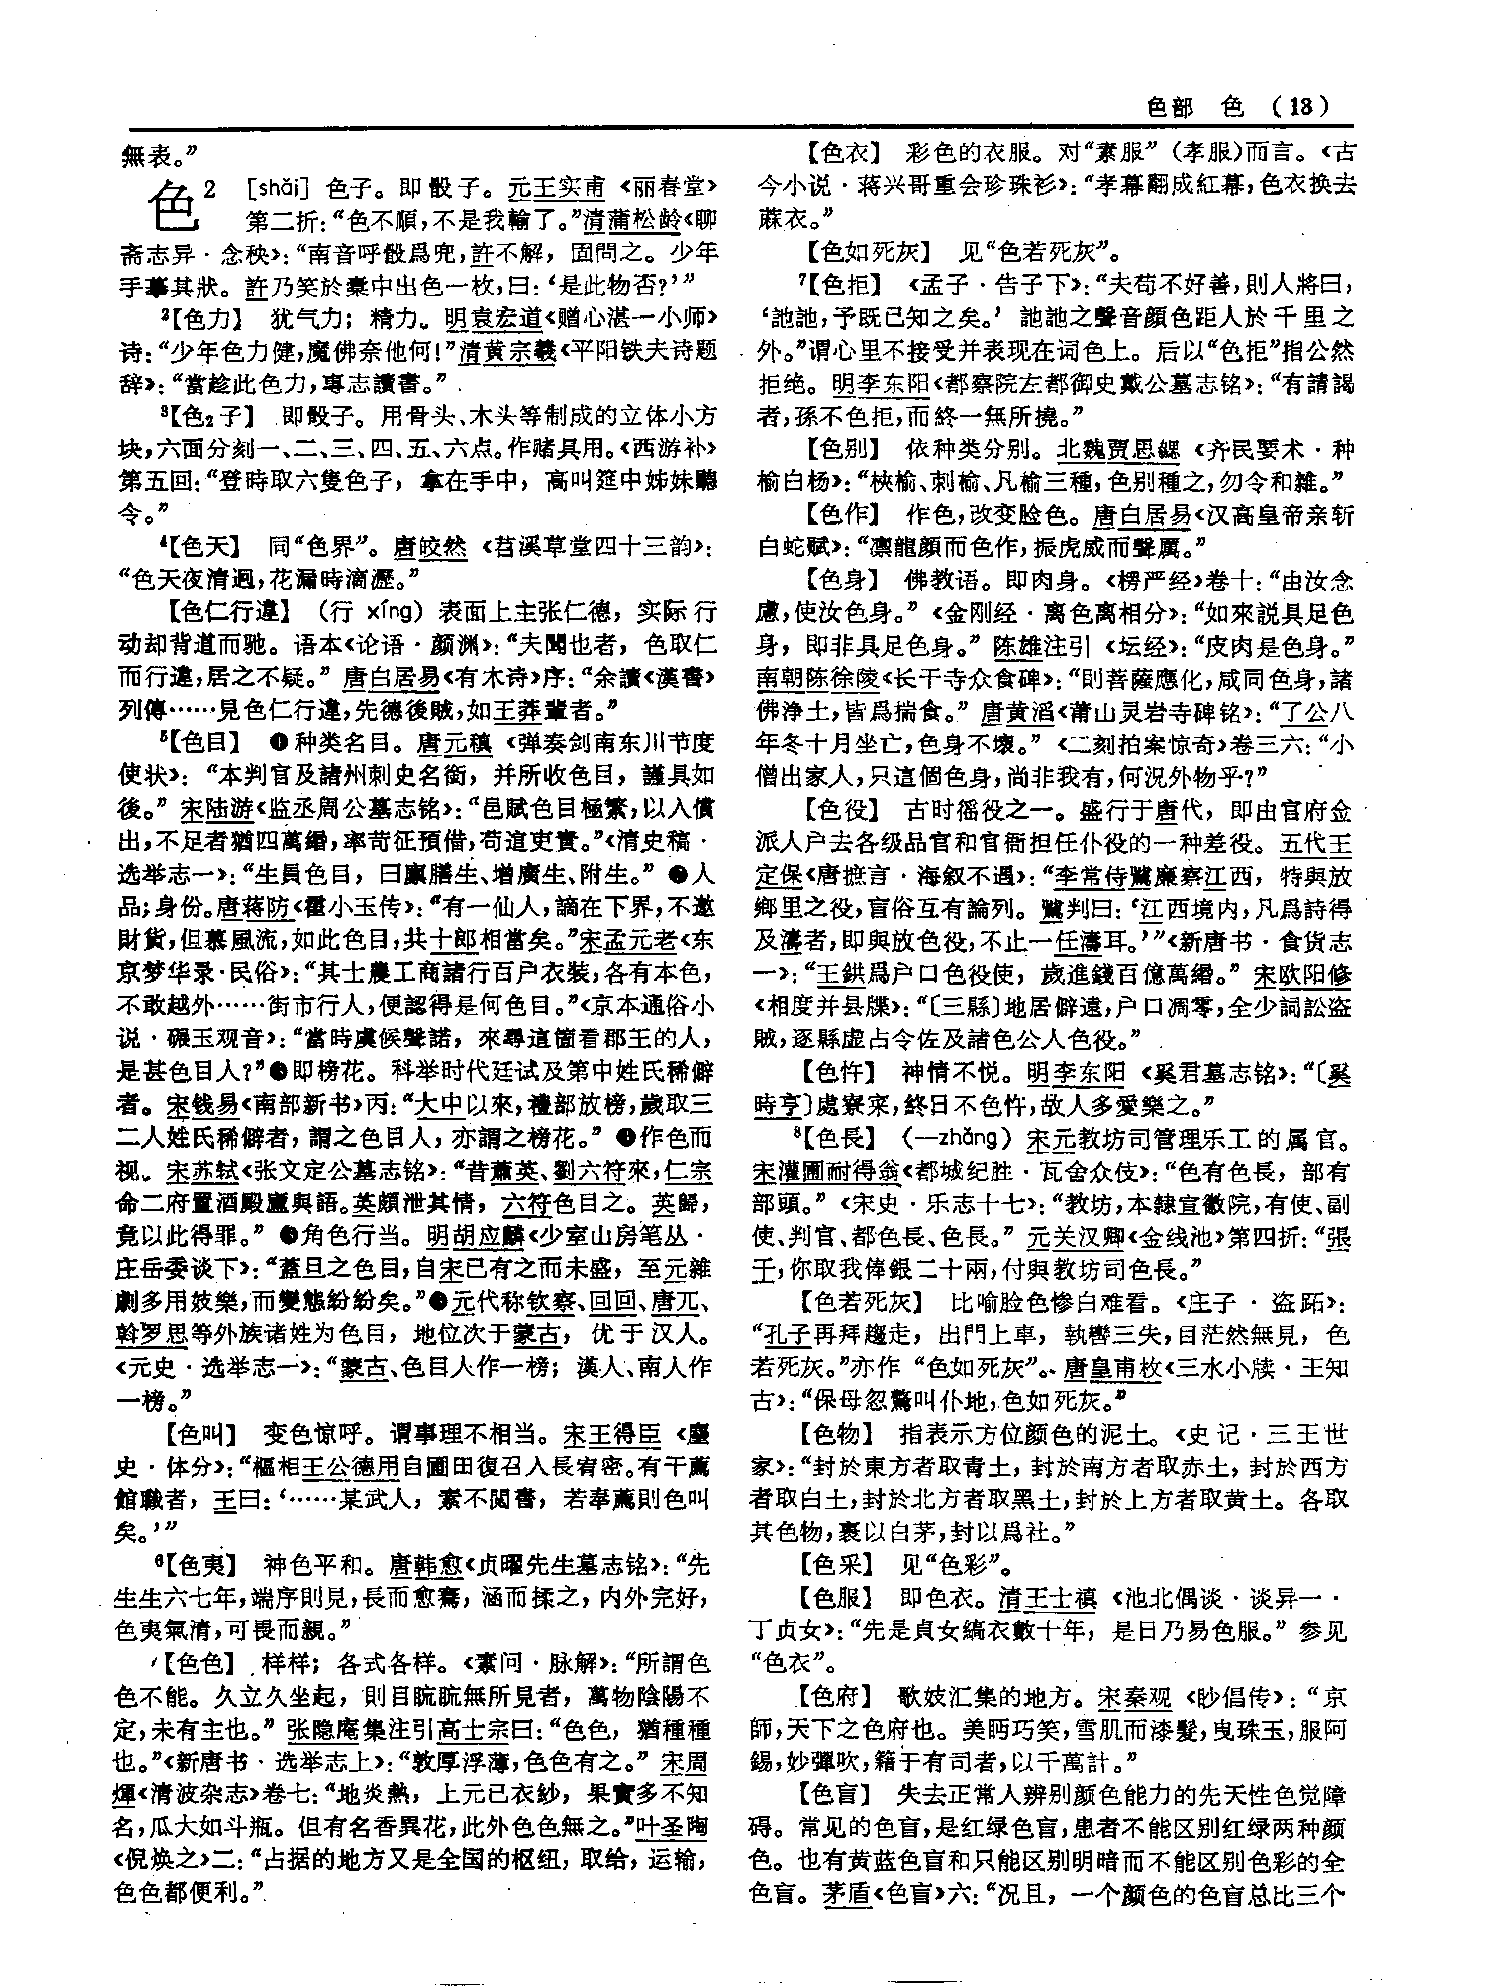 色部　色　（13）
無表。”
色2　[shǎi] 色子。即骰子。元王实甫《丽春堂》
第二折：“色不順，不是我輸了。”清蒲松龄《聊
斋志异·念秧》：“南音呼骰爲兜，許不解，固問之。少年
手摹其狀。許乃笑於橐中出色一枚，曰：‘是此物否？’”
2【色力】　犹气力；精力。明袁宏道《赠心湛一小师》
诗：“少年色力健，魔佛奈他何！”清黄宗羲《平阳铁夫诗题
辞》：“當趁此色力，專志讀書。”
3【色2子】　即骰子。用骨头、木头等制成的立体小方
块，六面分刻一、二、三、四、五、六点。作赌具用。《西游补》
第五回：“登時取六隻色子，拿在手中，高叫筵中姊妹聽
令。”
4【色天】　同“色界”。唐皎然《苕溪草堂四十三韵》：
“色天夜清迥，花漏時滴瀝。”
【色仁行違】（行 xíng）表面上主张仁德，实际行
动却背道而驰。语本《论语·颜渊》：“夫聞也者，色取仁
而行違，居之不疑。”唐白居易《有木诗》序：“余讀《漢書》
列傳……見色仁行違，先德後賊，如王莽輩者。”
5【色目】　❶种类名目。唐元稹《弹奏剑南东川节度
使状》：“本判官及諸州刺史名銜，并所收色目，謹具如
後。”宋陆游《监丞周公墓志铭》：“邑賦色目極繁，以入償
出，不足者猶四萬緡，率苛征預借，苟逭吏責。”《清史稿·
选举志一》：“生員色目，曰廪膳生、增廣生、附生。”❷人
品；身份。唐蒋防《霍小玉传》：“有一仙人，謫在下界，不邀
財貨，但慕風流，如此色目，共十郎相當矣。”宋孟元老《东
京梦华录·民俗》：“其士農工商諸行百户衣裝，各有本色，
不敢越外……街市行人，便認得是何色目。”《京本通俗小
说·碾玉观音》：“當時虞候聲諾，來尋這箇看郡王的人，
是甚色目人？”❸即榜花。科举时代廷试及第中姓氏稀僻
者。宋钱易《南部新书》丙：“大中以來，禮部放榜，歲取三
二人姓氏稀僻者，謂之色目人，亦謂之榜花。”❹作色而
视。宋苏轼《张文定公墓志铭》：“昔蕭英、劉六符來，仁宗
命二府置酒殿廬與語。英頗泄其情，六符色目之。英歸，
竟以此得罪。”❺角色行当。明胡应麟《少室山房笔丛·
庄岳委谈下》：“蓋旦之色目，自宋已有之而未盛，至元雜
劇多用妓樂，而變態紛紛矣。”❻元代称钦察、回回、唐兀、
斡罗思等外族诸姓为色目，地位次于蒙古，优于汉人。
《元史·选举志一》：“蒙古、色目人作一榜；漢人、南人作
一榜。”
【色叫】　变色惊呼。谓事理不相当。宋王得臣《麈
史·体分》：“樞相王公德用自圃田復召入長宥密。有干薦
館職者，王曰：‘……某武人，素不閱書，若奉薦則色叫
矣。’”
6【色夷】　神色平和。唐韩愈《贞曜先生墓志铭》：“先
生生六七年，端序則見，長而愈騫，涵而揉之，内外完好，
色夷氣清，可畏而親。”
【色色】　样样；各式各样。《素问·脉解》：“所謂色
色不能。久立久坐起，則目䀮䀮無所見者，萬物陰陽不
定，未有主也。”张隐庵集注引高士宗曰：“色色，猶種種
也。”《新唐书·选举志上》：“敦厚浮薄，色色有之。”宋周
煇《清波杂志》卷七：“地炎熱，上元已衣紗，果實多不知
名，瓜大如斗瓶。但有名香異花，此外色色無之。”叶圣陶
《倪焕之》二：“占据的地方又是全国的枢纽，取给，运输，
色色都便利。”
【色衣】　彩色的衣服。对“素服”（孝服）而言。《古
今小说·蒋兴哥重会珍珠衫》：“孝幕翻成紅幕，色衣换去
蔴衣。”
【色如死灰】　见“色若死灰”。
7【色拒】　《孟子·告子下》：“夫苟不好善，則人將曰，
‘訑訑，予既已知之矣。’訑訑之聲音顔色距人於千里之
外。”谓心里不接受并表现在词色上。后以“色拒”指公然
拒绝。明李东阳《都察院左都御史戴公墓志铭》：“有請謁
者，孫不色拒，而終一無所撓。”
【色别】　依种类分别。北魏贾思勰《齐民要术·种
榆白杨》：“梜榆、刺榆、凡榆三種，色别種之，勿令和雜。”
【色作】　作色，改变脸色。唐白居易《汉高皇帝亲斩
白蛇赋》：“凛龍顔而色作，振虎威而聲厲。”
【色身】　佛教语。即肉身。《楞严经》卷十：“由汝念
慮，使汝色身。”《金刚经·离色离相分》：“如來説具足色
身，即非具足色身。”陈雄注引《坛经》：“皮肉是色身。”
南朝陈徐陵《长干寺众食碑》：“則菩薩應化，咸同色身，諸
佛浄土，皆爲揣食。”唐黄滔《莆山灵岩寺碑铭》：“了公八
年冬十月坐亡，色身不壞。”《二刻拍案惊奇》卷三六：“小
僧出家人，只這個色身，尚非我有，何況外物乎？”
【色役】　古时徭役之一。盛行于唐代，即由官府佥
派人户去各级品官和官衙担任仆役的一种差役。五代王
定保《唐摭言·海叙不遇》：“李常侍騭廉察江西，特與放
鄉里之役，盲俗互有論列。騭判曰：‘江西境内，凡爲詩得
及濤者，即與放色役，不止一任濤耳。’”《新唐书·食货志
一》：“王鉷爲户口色役使，歲進錢百億萬緡。”宋欧阳修
《相度并县牒》：“〔三縣〕地居僻遠，户口凋零，全少詞訟盗
賊，逐縣虚占令佐及諸色公人色役。”
【色忤】　神情不悦。明李东阳《奚君墓志铭》：“〔奚
時亨〕處寮寀，終日不色忤，故人多愛樂之。”
8【色長】（—zhǎng）宋元教坊司管理乐工的属官。
宋灌圃耐得翁《都城纪胜·瓦舍众伎》：“色有色長，部有
部頭。”《宋史·乐志十七》：“教坊，本隸宣徽院，有使、副
使、判官、都色長、色長。”元关汉卿《金线池》第四折：“張
千，你取我俸銀二十兩，付與教坊司色長。”
【色若死灰】　比喻脸色惨白难看。《庄子·盗跖》：
“孔子再拜趨走，出門上車，執轡三失，目茫然無見，色
若死灰。”亦作“色如死灰”。唐皇甫枚《三水小牍·王知
古》：“保母忽驚叫仆地，色如死灰。”
【色物】　指表示方位颜色的泥土。《史记·三王世
家》：“封於東方者取青土，封於南方者取赤土，封於西方
者取白土，封於北方者取黑土，封於上方者取黄土。各取
其色物，裹以白茅，封以爲社。”
【色采】　见“色彩”。
【色服】　即色衣。清王士禛《池北偶谈·谈异一·
丁贞女》：“先是貞女縞衣數十年，是日乃易色服。”参见
“色衣”。
【色府】　歌妓汇集的地方。宋秦观《眇倡传》：“京
師，天下之色府也。美眄巧笑，雪肌而漆髮，曳珠玉，服阿
錫，妙彈吹，籍于有司者，以千萬計。”
【色盲】　失去正常人辨别颜色能力的先天性色觉障
碍。常见的色盲，是红绿色盲，患者不能区别红绿两种颜
色。也有黄蓝色盲和只能区别明暗而不能区别色彩的全
色盲。茅盾《色盲》六：“况且，一个颜色的色盲总比三个